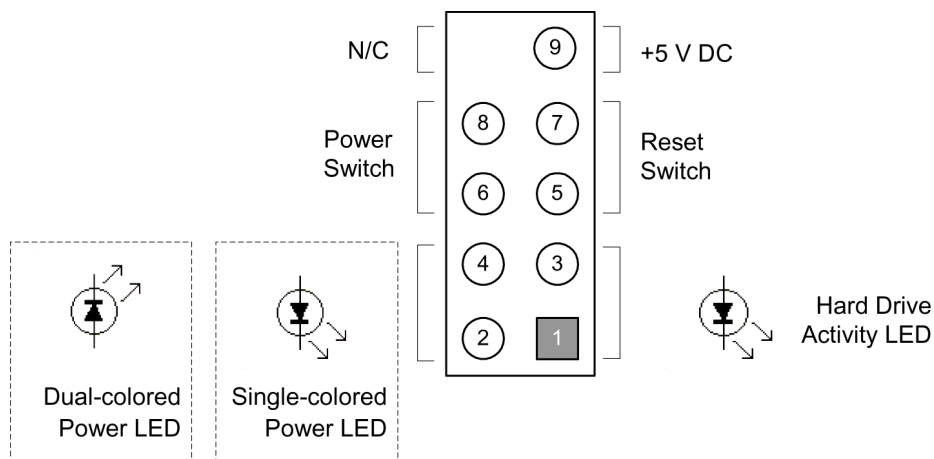 N/C
9
+5 V DC
8
7
Power
Switch
Reset
Switch
6
5
4
3
Hard Drive
Activity LED
2
1
Dual-colored
Power LED
Single-colored
Power LED